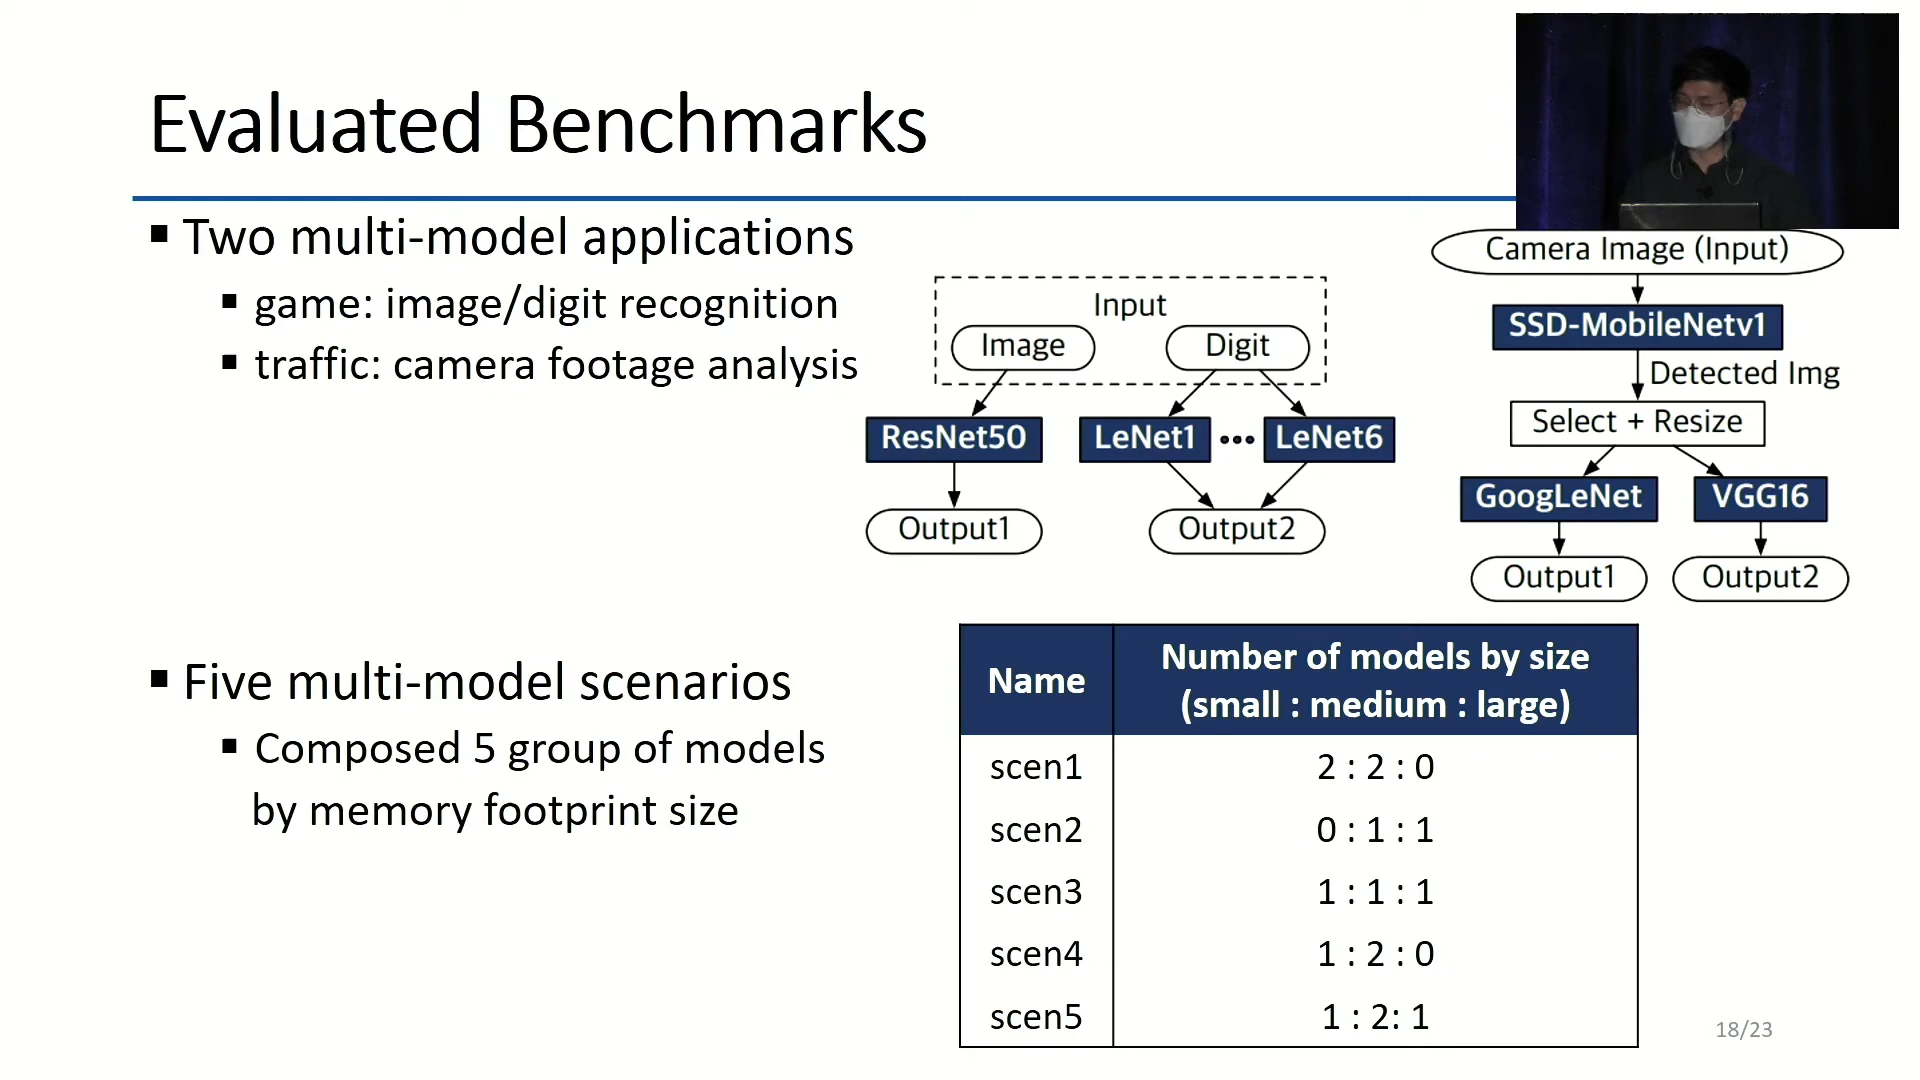 Evaluated Benchmarks
Two multi-model applications
game: image/digit recognition
traffic: camera footage analysis
Input
Image
Digit
ResNet50
LeNet1
LeNet6
Output1
Output2
Camera Image (Input)
SSD-MobileNetv1
Detected Img
Select + Resize
GoogLeNet
VGG16
Output1
Output2
Five multi-model scenarios
Composed 5 group of models
by memory footprint size
Name
Number of models by size
(small : medium : large)
scen1 2 : 2 : 0
scen2 0 : 1 : 1
scen3 1 : 1 : 1
scen4 1 : 2 : 0
scen5 1 : 2: 1
18/23